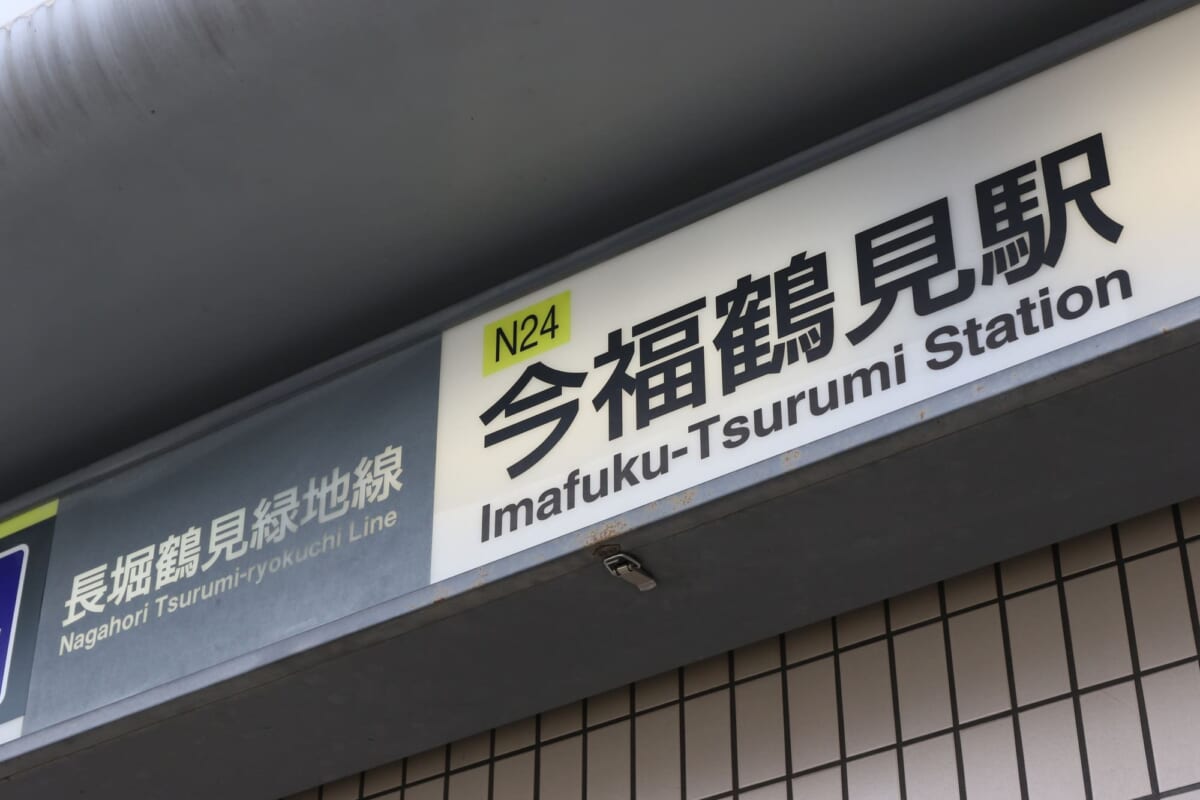 長堀鶴見緑地線
Nagahori Tsurumi-ryokuchi Line
N24
今福鶴見駅
Imafuku-Tsurumi Station